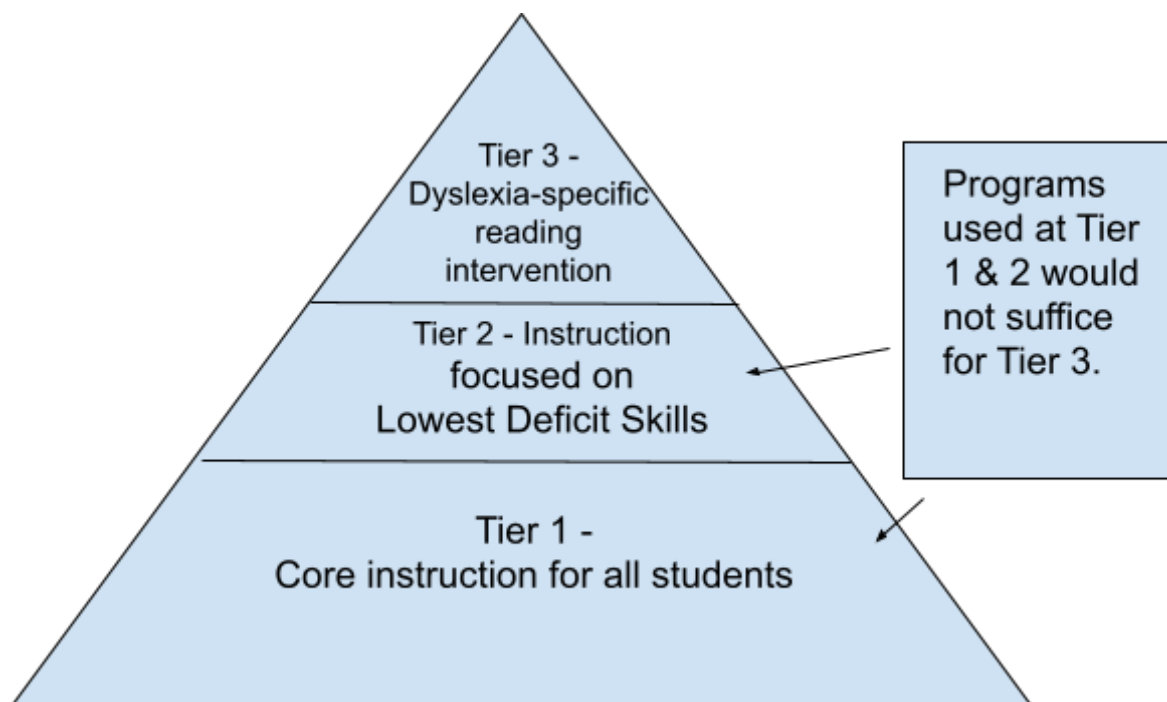 Tier 3 -
Dyslexia-specific
reading
intervention
Tier 2 - Instruction
focused on
Lowest Deficit Skills
Tier 1 -
Core instruction for all students
Programs
used at Tier
1 & 2 would
not suffice
for Tier 3.